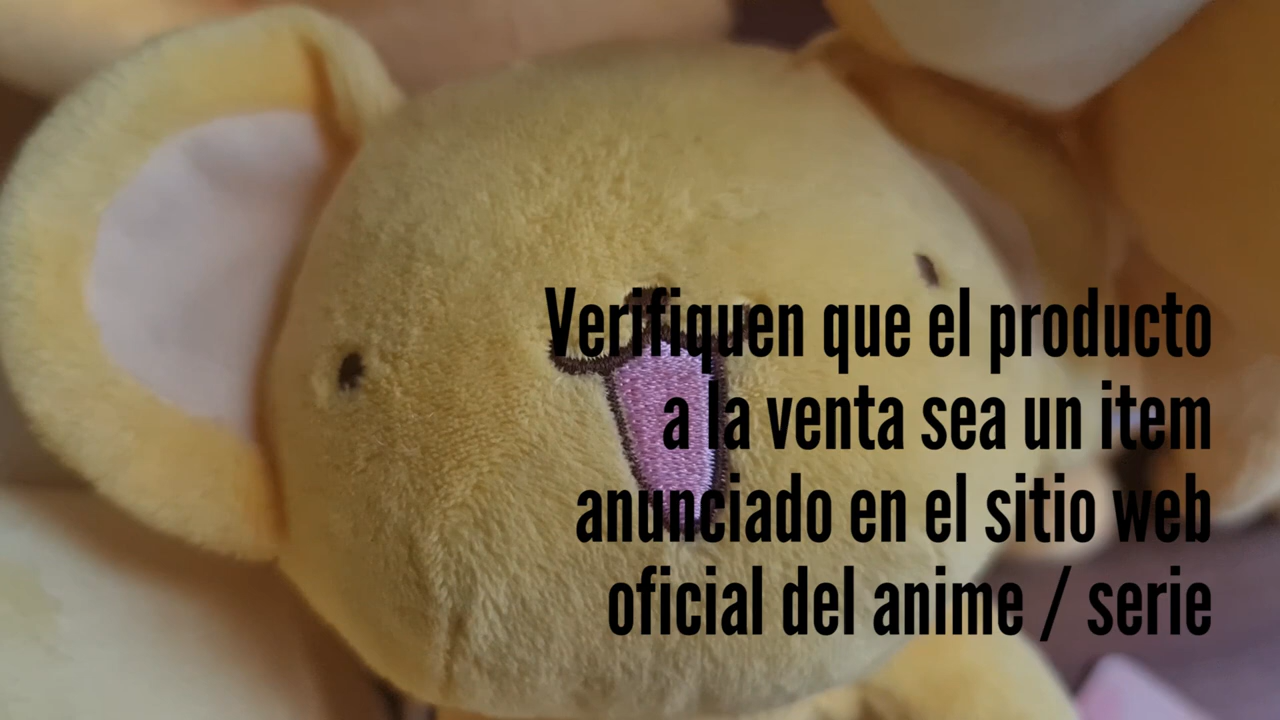 Verifiquen que el producto
a la venta sea un item
anunciado en el sitio web
oficial del anime / serie